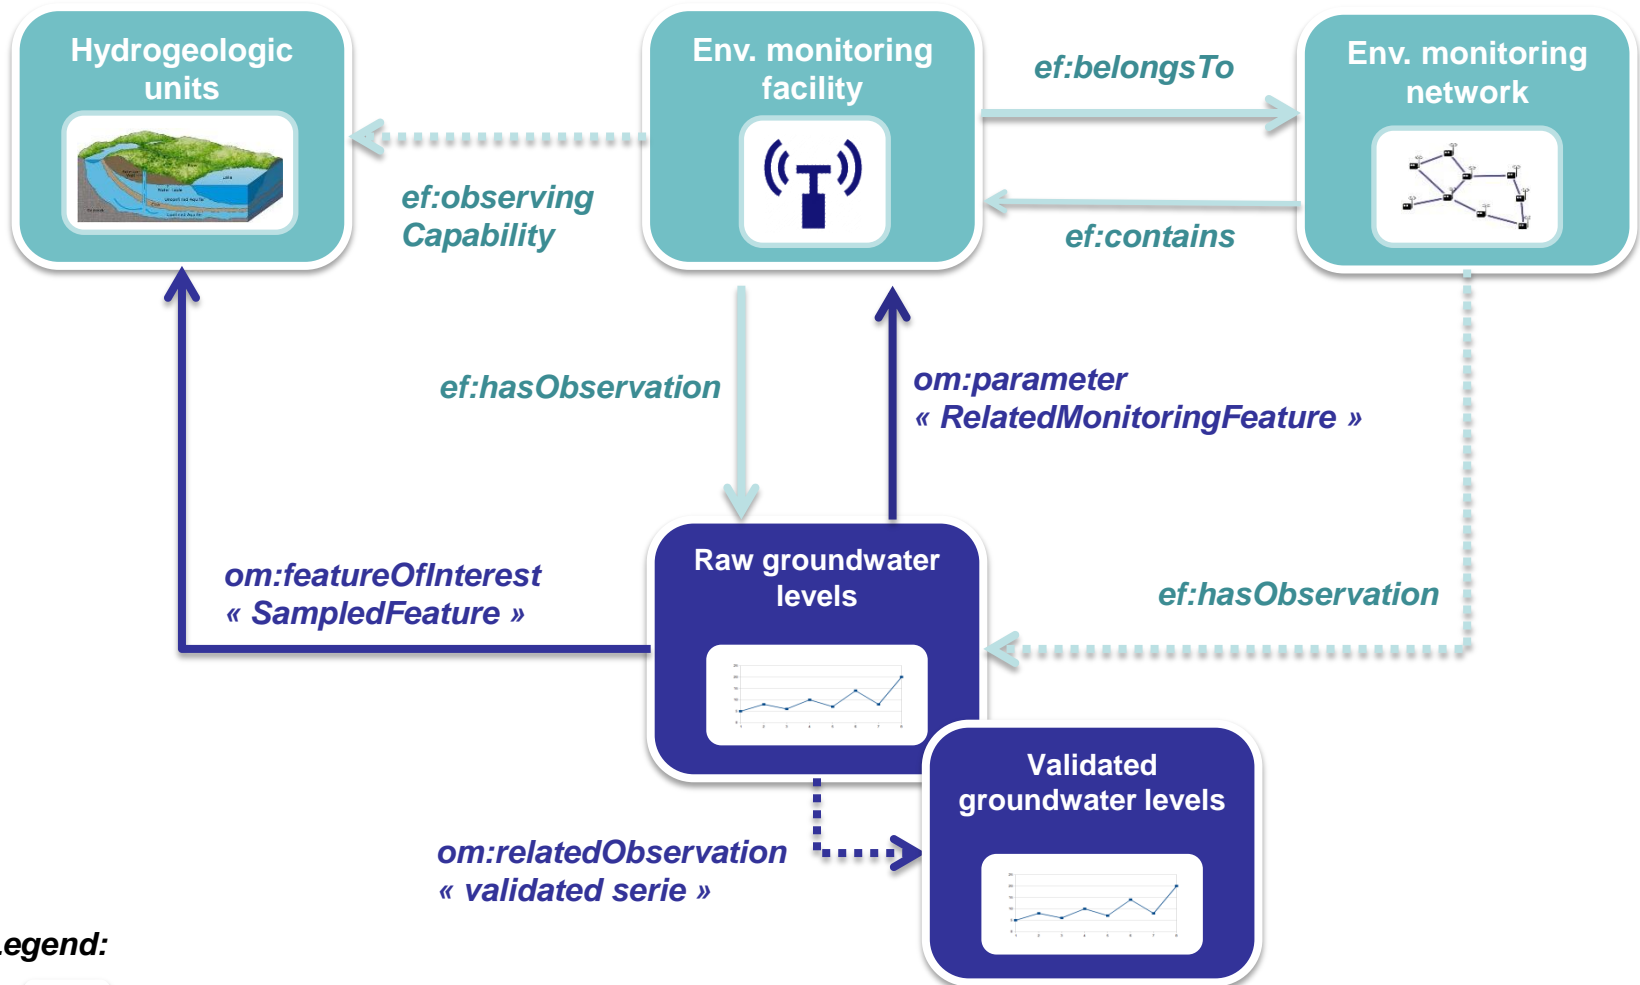 Hydrogeologic
units
Env. monitoring
facility
ef:belongsTo
Env. monitoring
network
ef:observing
Capability
ef:contains
ef:hasObservation
om:parameter
« RelatedMonitoringFeature »
om:featureOfInterest
« SampledFeature »
Raw groundwater
levels
ef:hasObservation
Validated
groundwater levels
om:relatedObservation
« validated serie »
Legend: